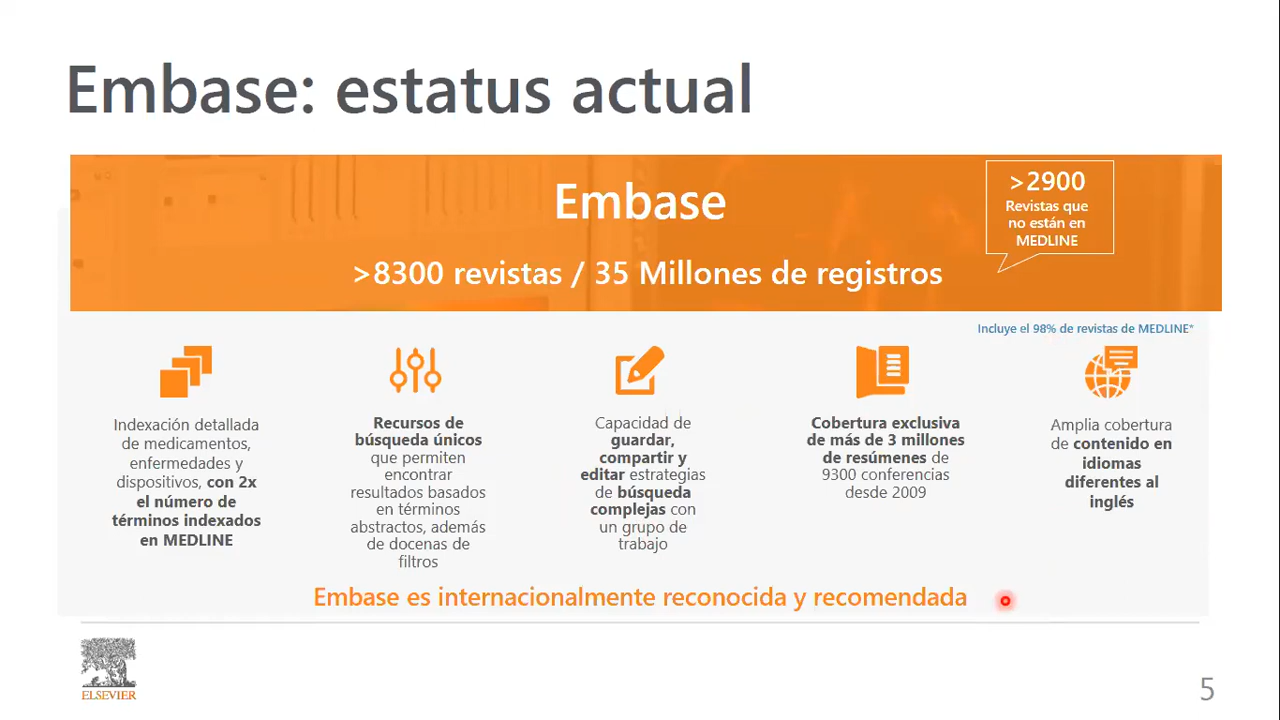 Embase: estatus actual
Embase
>8300 revistas / 35 Millones de registros
>2900
Revistas que
no están en
MEDLINE
Incluye el 98% de revistas de MEDLINE*
Indexación detallada
de medicamentos,
enfermedades y
dispositivos, con 2x
el número de
términos indexados
en MEDLINE
Recursos de
búsqueda únicos
que permiten
encontrar
resultados basados
en términos
abstractos, además
de docenas de
filtros
Capacidad de
guardar,
compartir y
editar estrategias
de búsqueda
complejas con
un grupo de
trabajo
Cobertura exclusiva
de más de 3 millones
de resúmenes de
9300 conferencias
desde 2009
Amplia cobertura
de contenido en
idiomas
diferentes al
inglés
Embase es internacionalmente reconocida y recomendada
ELSEVIER
5